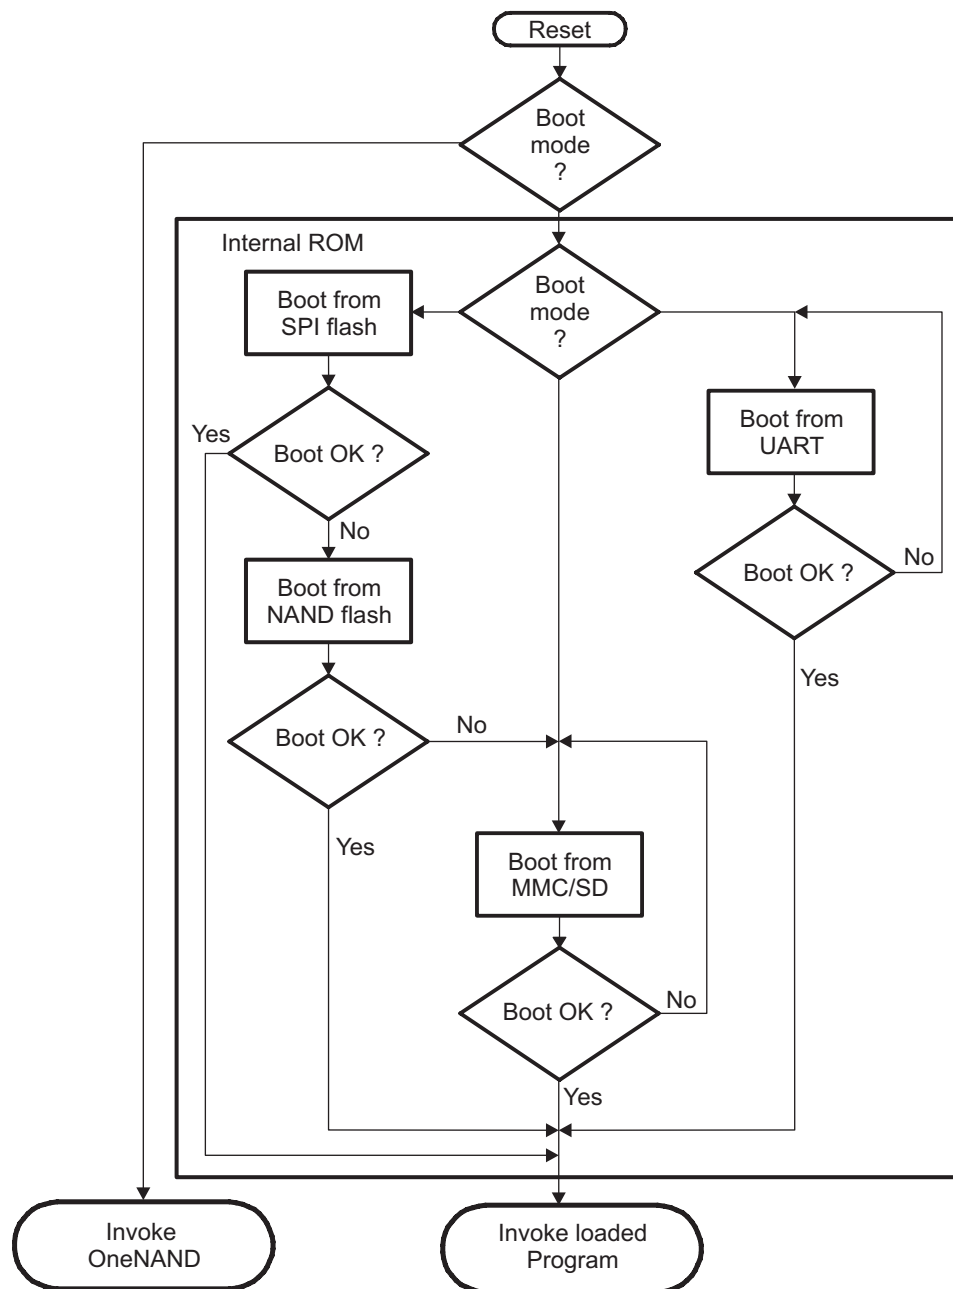 Reset
Boot
mode
?
Internal ROM
Boot
mode
?
Boot from
SPI flash
Boot from
UART
Yes
Boot OK ?
No
Boot OK ?
No
Boot from
NAND flash
Yes
Boot OK ?
No
Yes
Boot from
MMC/SD
Boot OK ?
No
Yes
Invoke
OneNAND
Invoke loaded
Program